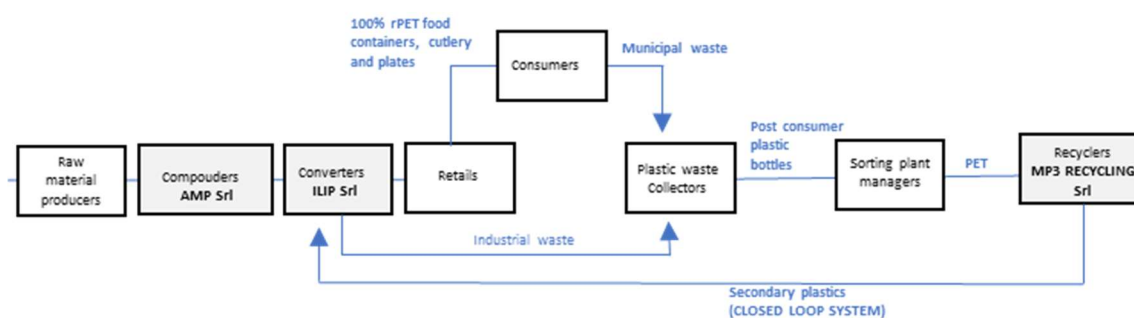 100% rPET food
containers, cutlery
and plates
Consumers
Municipal waste
Raw
material
producers
Compouders
AMP Srl
Converters
ILIP Srl
Retails
Plastic waste
Collectors
Post consumer
plastic
bottles
Sorting plant
managers
PET
Recyclers
MP3 RECYCLING
Srl
Industrial waste
Secondary plastics
(CLOSED LOOP SYSTEM)